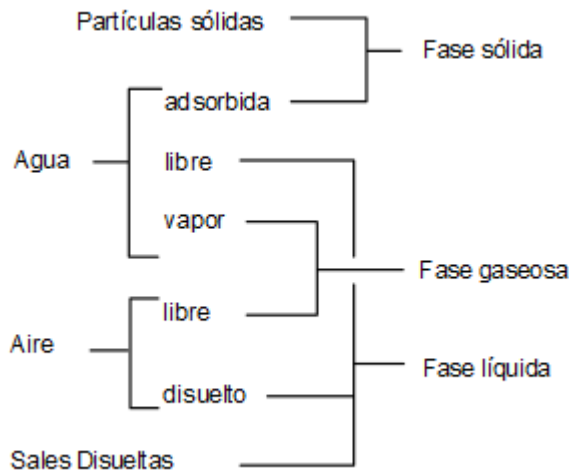 Partículas sólidas
Fase sólida
adsorbida
Agua
libre
vapor
Fase gaseosa
libre
Aire
Fase líquida
disuelto
Sales Disueltas